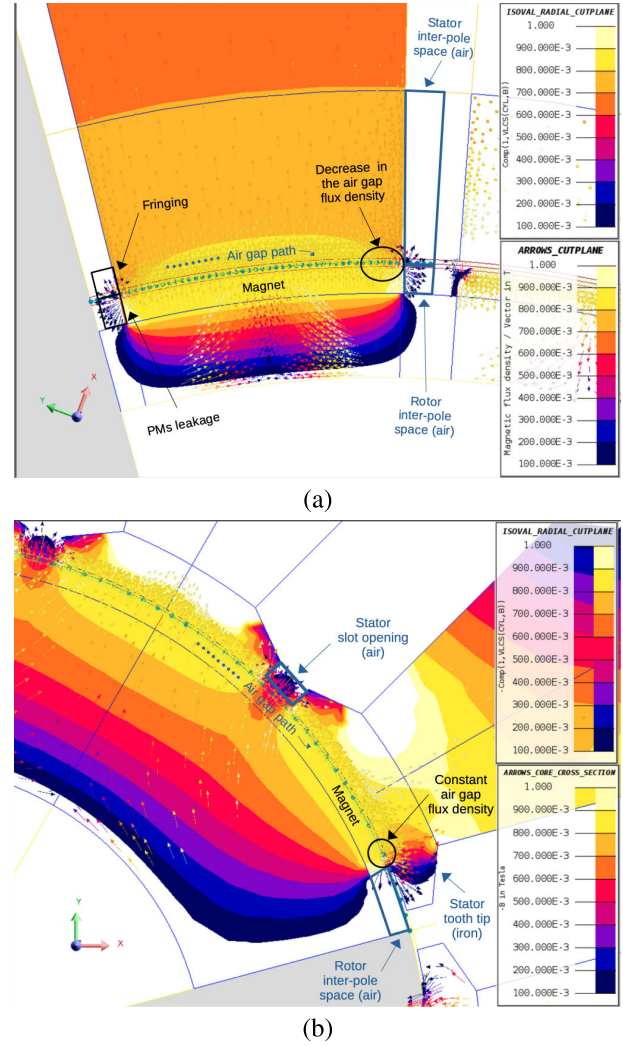 Stator
inter-pole
space (air)
ISOVAL_RADIAL_CUTPLANE
1.000
900.000E-3
800.000E-3
700.000E-3
600.000E-3
500.000E-3
400.000E-3
300.000E-3
200.000E-3
100.000E-3
Comp(1,VLCS(CYL,B))
Decrease in
the air gap
flux density
Fringing
Air gap path
Magnet
ARROWS_CUTPLANE
1.000
900.000E-3
800.000E-3
700.000E-3
600.000E-3
500.000E-3
400.000E-3
300.000E-3
200.000E-3
100.000E-3
Magnetic flux density / Vector in T
Y
X
PMs leakage
Rotor
inter-pole
space (air)
(a)
ISOVAL_RADIAL_CUTPLANE
1.000
900.000E-3
800.000E-3
700.000E-3
600.000E-3
500.000E-3
400.000E-3
300.000E-3
200.000E-3
100.000E-3
-Comp(1,VLCS(CYL,B))
Stator
slot opening
(air)
Air gap path
Magnet
Constant
air gap
flux density
ARROWS_CORE_CROSS_SECTION
1.000
900.000E-3
800.000E-3
700.000E-3
600.000E-3
500.000E-3
400.000E-3
300.000E-3
200.000E-3
100.000E-3
-B in Tesla
Stator
tooth tip
(iron)
Y
X
Rotor
inter-pole
space (air)
(b)